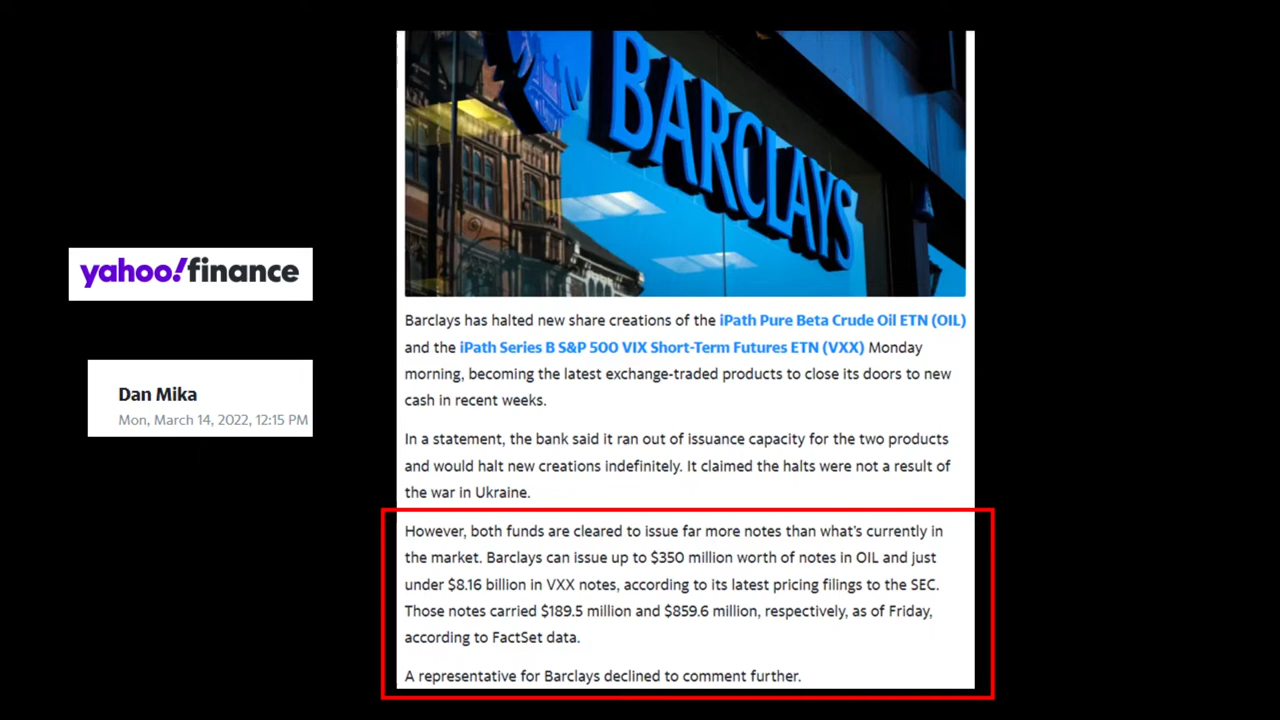 BARCLAYS
yahoo!finance
Dan Mika
Mon, March 14, 2022, 12:15 PM
Barclays has halted new share creations of the iPath Pure Beta Crude Oil ETN (OIL)
and the iPath Series B S&P 500 VIX Short-Term Futures ETN (VXX) Monday
morning, becoming the latest exchange-traded products to close its doors to new
cash in recent weeks.
In a statement, the bank said it ran out of issuance capacity for the two products
and would halt new creations indefinitely. It claimed the halts were not a result of
the war in Ukraine.
However, both funds are cleared to issue far more notes than what's currently in
the market. Barclays can issue up to $350 million worth of notes in OIL and just
under $8.16 billion in VXX notes, according to its latest pricing filings to the SEC.
Those notes carried $189.5 million and $859.6 million, respectively, as of Friday,
according to FactSet data.
A representative for Barclays declined to comment further.